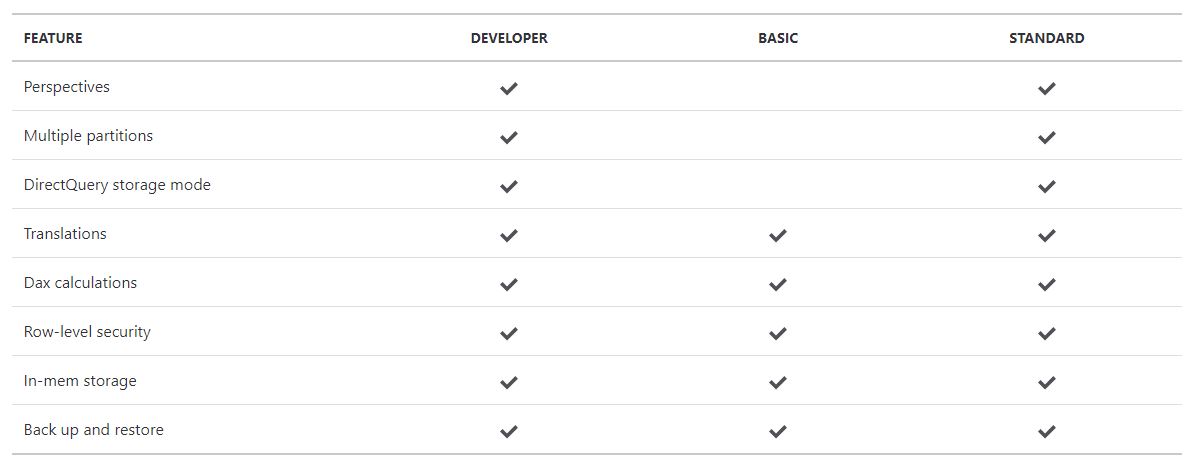 FEATURE DEVELOPER BASIC STANDARD
Perspectives ✔ ✔
Multiple partitions ✔ ✔
DirectQuery storage mode ✔ ✔
Translations ✔ ✔ ✔
Dax calculations ✔ ✔ ✔
Row-level security ✔ ✔ ✔
In-mem storage ✔ ✔ ✔
Back up and restore ✔ ✔ ✔